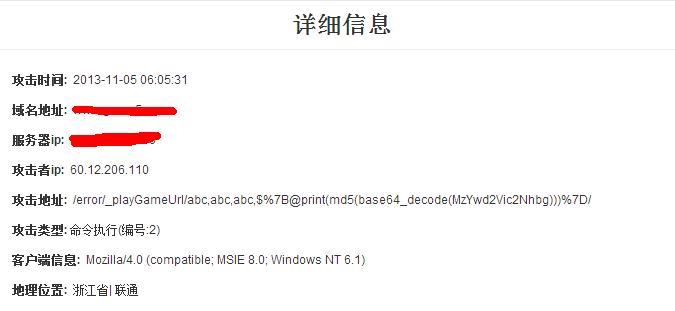 详细信息
攻击时间: 2013-11-05 06:05:31
域名地址:
服务器ip:
攻击者ip: 60.12.206.110
攻击地址: /error/_playGameUrl/abc,abc,abc,$%7B@print(md5(base64_decode(MzYwd2Vic2Nhbg)))%7D/
攻击类型: 命令执行(编号:2)
客户端信息: Mozilla/4.0 (compatible; MSIE 8.0; Windows NT 6.1)
地理位置: 浙江省| 联通